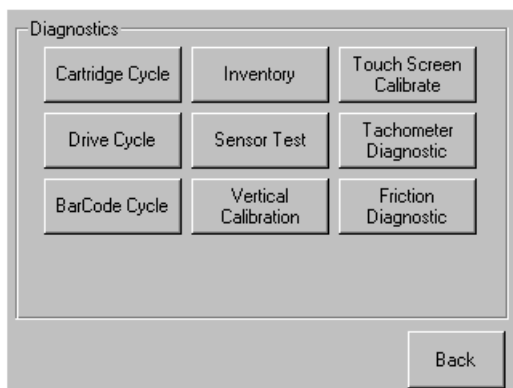 Diagnostics
Cartridge Cycle
Inventory
Touch Screen
Calibrate
Drive Cycle
Sensor Test
Tachometer
Diagnostic
BarCode Cycle
Vertical
Calibration
Friction
Diagnostic
Back